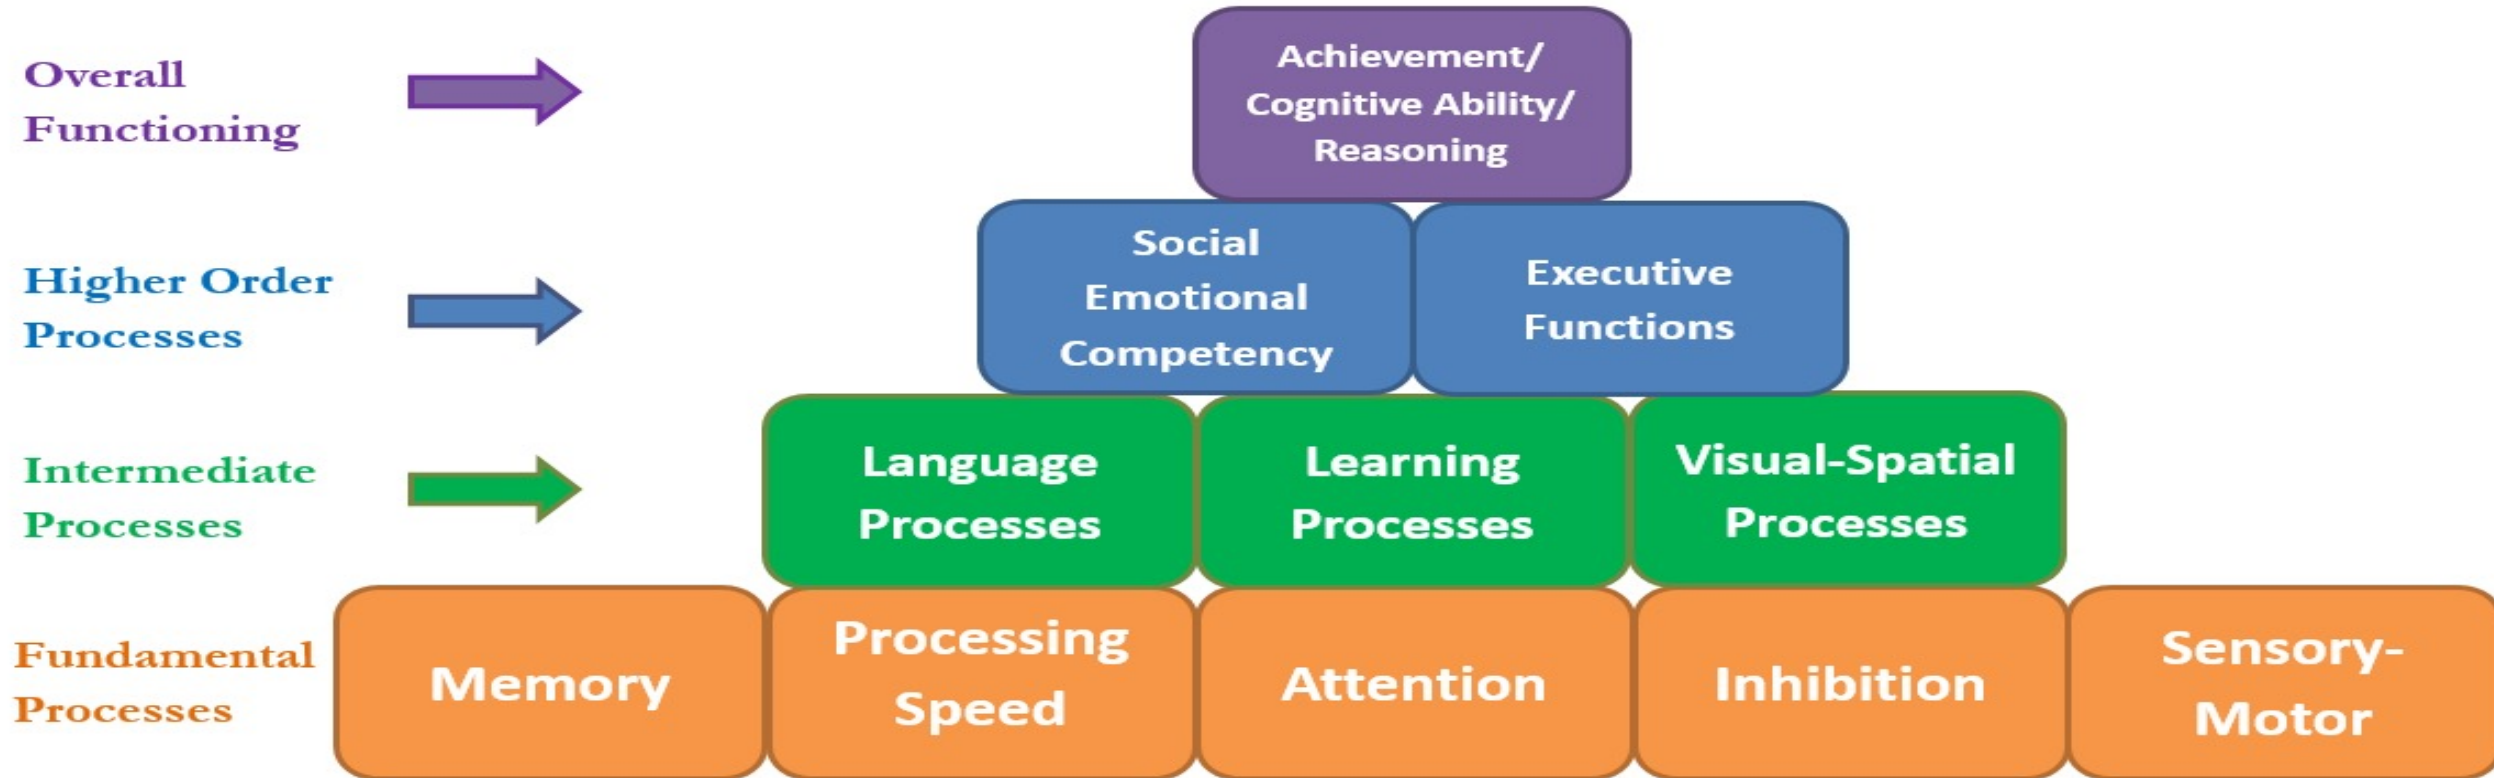 Overall
Functioning
Achievement/
Cognitive Ability/
Reasoning
Higher Order
Processes
Social
Emotional
Competency
Executive
Functions
Intermediate
Processes
Language
Processes
Learning
Processes
Visual-Spatial
Processes
Fundamental
Processes
Memory
Processing
Speed
Attention
Inhibition
Sensory-
Motor